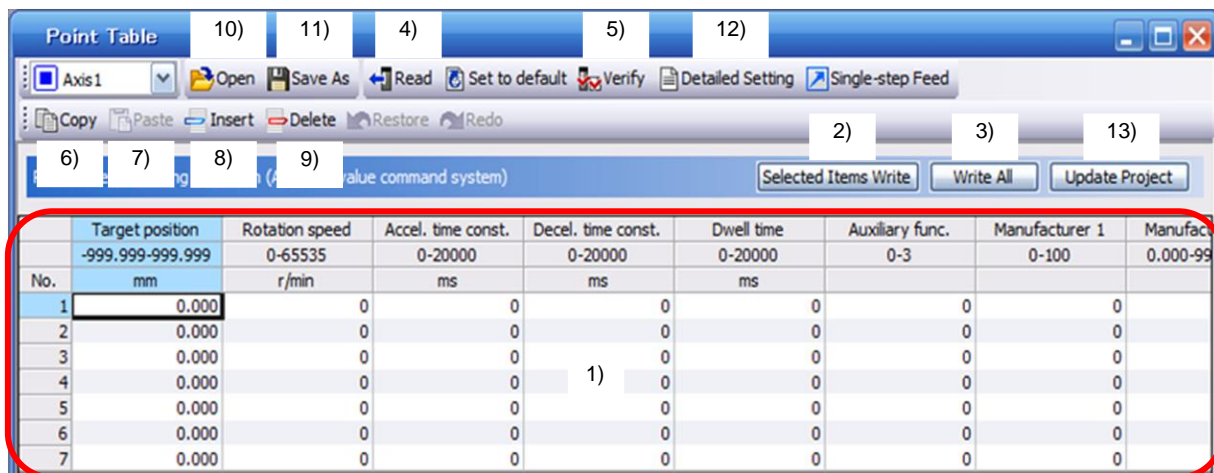 Point Table 10) 11) 4) 5) 12)
Axis1 Open Save As Read Set to default Verify Detailed Setting Single-step Feed
Copy Paste Insert Delete Restore Redo
6) 7) 8) 9) 2) 3) 13)
value command system) Selected Items Write Write All Update Project
Target position Rotation speed Accel. time const. Decel. time const. Dwell time Auxiliary func. Manufacturer 1 Manufact
-999.999-999.999 0-65535 0-20000 0-20000 0-20000 0-3 0-100 0.000-99
No. mm r/min ms ms ms
1 0.000 0 0 0 0 0 0
2 0.000 0 0 0 0 0 0
3 0.000 0 0 0 0 0 0
4 0.000 0 0 1) 0 0 0 0
5 0.000 0 0 0 0 0 0
6 0.000 0 0 0 0 0 0
7 0.000 0 0 0 0 0 0